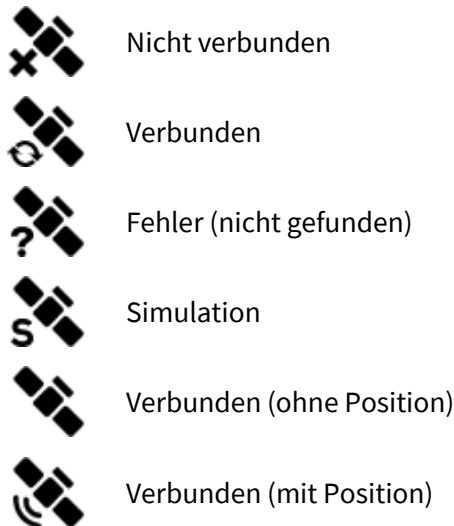 Nicht verbunden
Verbunden
? Fehler (nicht gefunden)
S Simulation
Verbunden (ohne Position)
Verbunden (mit Position)